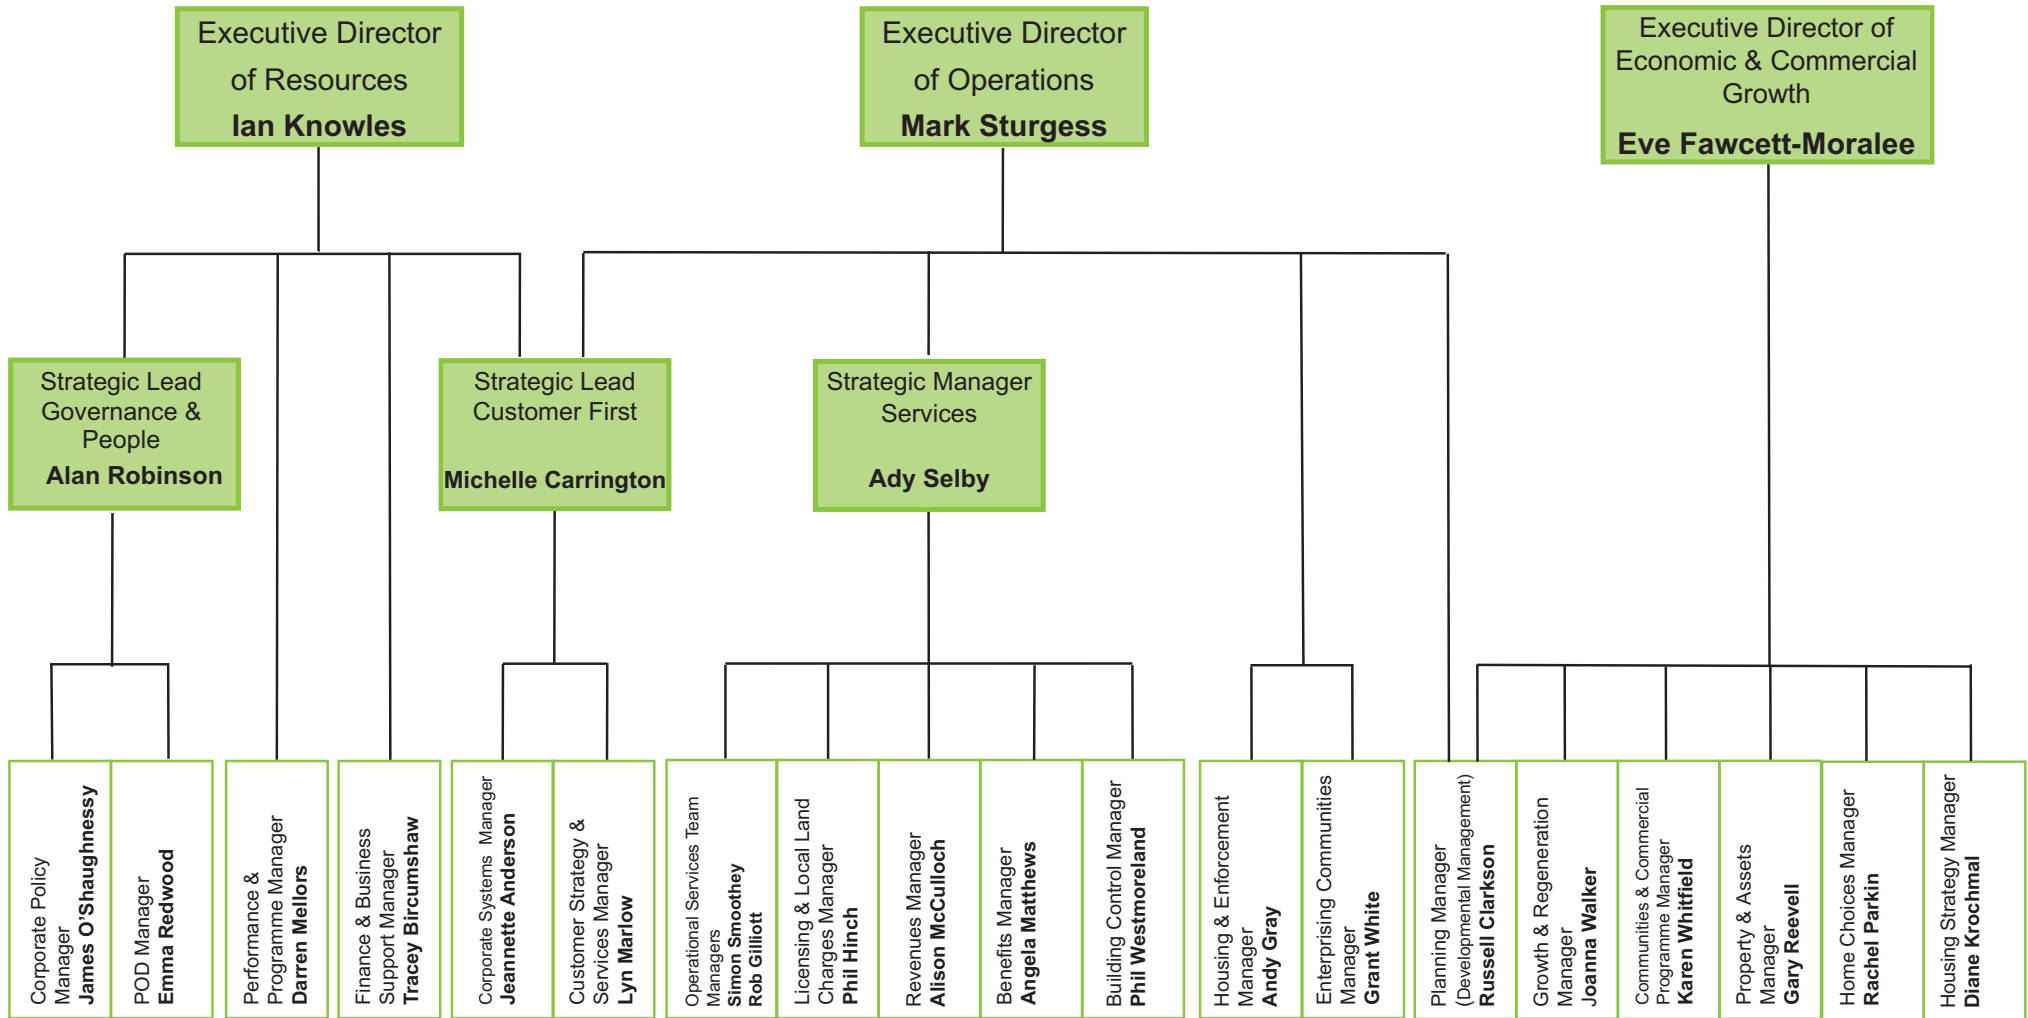 Executive Director
of Resources
Ian Knowles
Executive Director
of Operations
Mark Sturgess
Executive Director of
Economic & Commercial
Growth
Eve Fawcett-Moralee
Strategic Lead
Governance &
People
Alan Robinson
Strategic Lead
Customer First
Michelle Carrington
Strategic Manager
Services
Ady Selby
Corporate Policy
Manager
James O’Shaughnessy
POD Manager
Emma Redwood
Performance &
Programme Manager
Darren Mellors
Finance & Business
Support Manager
Tracey Bircumshaw
Corporate Systems Manager
Jeannette Anderson
Customer Strategy &
Services Manager
Lyn Marlow
Operational Services Team
Managers
Simon Smoothey
Rob Gilliott
Licensing & Local Land
Charges Manager
Phil Hinch
Revenues Manager
Alison McCulloch
Benefits Manager
Angela Matthews
Building Control Manager
Phil Westmoreland
Housing & Enforcement
Manager
Andy Gray
Enterprising Communities
Manager
Grant White
Planning Manager
(Developmental Management)
Russell Clarkson
Growth & Regeneration
Manager
Joanna Walker
Communities & Commercial
Programme Manager
Karen Whitfield
Property & Assets
Manager
Gary Reevell
Home Choices Manager
Rachel Parkin
Housing Strategy Manager
Diane Krochmal